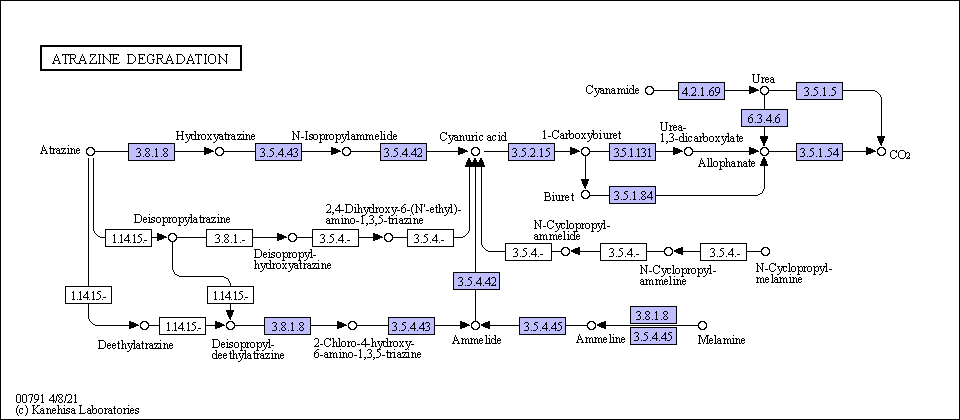 ATRAZINE DEGRADATION
Urea
Cyanamide
4.2.1.69
3.5.1.5
6.3.4.6
Hydroxyatrazine
N-Isopropylammelide
Cyanuric acid
1-Carboxybiuret
Urea-
1,3-dicarboxylate
Atrazine
3.8.1.8
3.5.4.43
3.5.4.42
3.5.2.15
3.5.1.131
Allophanate
3.5.1.54
CO2
Biuret
3.5.1.84
Deisopropylatrazine
2,4-Dihydroxy-6-(N'-ethyl)-
amino-1,3,5-triazine
1.14.15.-
3.8.1.-
3.5.4.-
3.5.4.-
Deisopropyl-
hydroxyatrazine
N-Cyclopropyl-
ammelide
3.5.4.-
3.5.4.-
3.5.4.-
N-Cyclopropyl-
ammeline
N-Cyclopropyl-
melamine
3.5.4.42
1.14.15.-
1.14.15.-
1.14.15.-
3.8.1.8
3.5.4.43
3.5.4.45
3.8.1.8
3.5.4.45
Deethylatrazine
Deisopropyl-
deethylatrazine
2-Chloro-4-hydroxy-
6-amino-1,3,5-triazine
Ammelide
Ammeline
Melamine
00791 4/8/21
(c) Kanehisa Laboratories